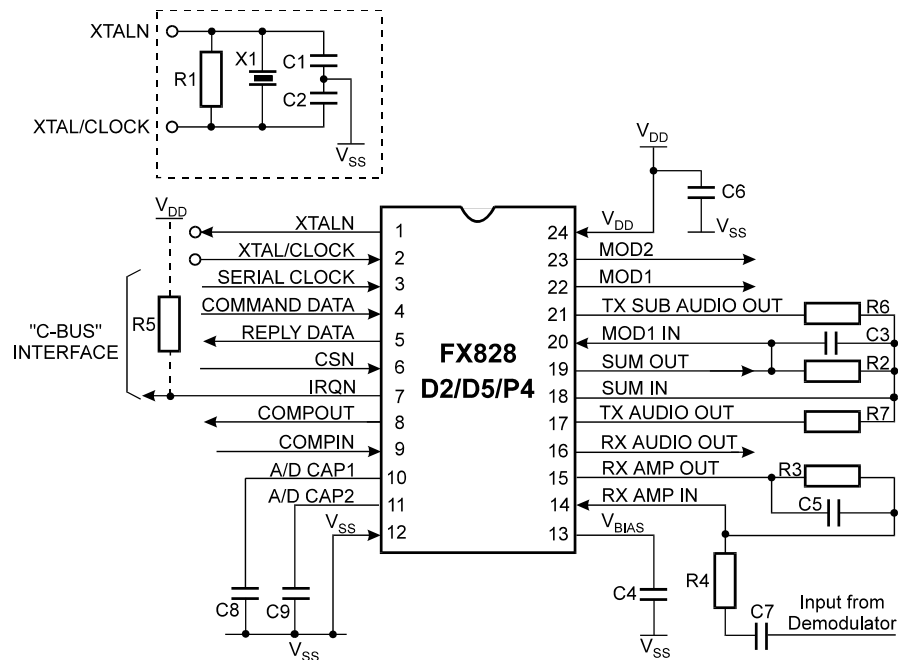 XTALN
X1
C1
R1
C2
XTAL/CLOCK
VSS
VDD
C6
VSS
VDD
VDD
XTALN
1
24
XTAL/CLOCK
2
23
MOD2
SERIAL CLOCK
3
22
MOD1
COMMAND DATA
4
21
TX SUB AUDIO OUT
R6
R5
REPLY DATA
5
20
MOD1 IN
C3
"C-BUS"
INTERFACE
CSN
6
FX828
D2/D5/P4
19
SUM OUT
R2
IRQN
7
18
SUM IN
COMPOUT
8
17
TX AUDIO OUT
R7
COMPIN
9
16
RX AUDIO OUT
A/D CAP1
10
15
RX AMP OUT
R3
A/D CAP2
11
14
RX AMP IN
C5
VSS
12
13
VBIAS
C8
C9
C4
R4
C7
Input from
Demodulator
VSS
VSS